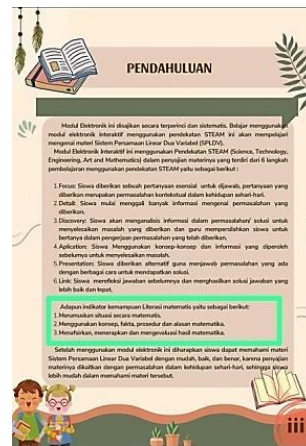 PENDAHULUAN
Modul Elektronik ini disajikan secara terperinci dan sistematis. Belajar menggunakan
modul elektronik interaktif menggunakan pendekatan STEAM ini akan mempelajari
mengenai materi Sistem Persamaan Linear Dua Variabel (SPLDV).
Modul Elektronik Interaktif ini menggunakan Pendekatan STEAM (Science, Technology,
Engineering, Art and Mathematics) dalam penyajian materinya yang terdiri dari 6 langkah
pembelajaran menggunakan pendekatan STEAM yaitu sebagai berikut :
1. Focus: Siswa diberikan sebuah pertanyaan esensial untuk dijawab, pertanyaan yang
diberikan merupakan permasalahan kontekstual dalam kehidupan sehari-hari.
2. Detail: Siswa mulai menggali banyak informasi mengenai permasalahan yang
diberikan.
3. Discovery: Siswa akan menganalisis informasi dalam permasalahan/ solusi untuk
menyelesaikan masalah yang diberikan dan guru mempersilahkan siswa untuk
bertanya dalam pengerjaan permasalahan yang telah diberikan.
4. Aplication: Siswa Menggunakan konsep-konsep dan informasi yang diperoleh
sebelumya untuk menyelesaikan masalah.
5. Presentation: Siswa diberikan alternatif guna menjawab permasalahan yang ada
dengan berbagai cara untuk mendapatkan solusi.
6. Link: Siswa merefleksi jawaban sebelumnya dan menghasilkan solusi jawaban yang
lebih baik dan tepat.
Adapun indikator kemampuan Literasi matematis yaitu sebagai berikut:
1. Merumuskan situasi secara matematis.
2. Menggunakan konsep, fakta, prosedur dan alasan matematika.
3. Menafsirkan, menerapkan dan mengevaluasi hasil matematika.
Setelah menggunakan modul elektronik ini diharapkan siswa dapat memahami materi
Sistem Persamaan Linear Dua Variabel dengan mudah, baik, dan benar, karena penyajian
materinya dikaitkan dengan permasalahan dalam kehidupan sehari-hari, sehingga siswa
lebih mudah dalam memahami materi tersebut.
iii